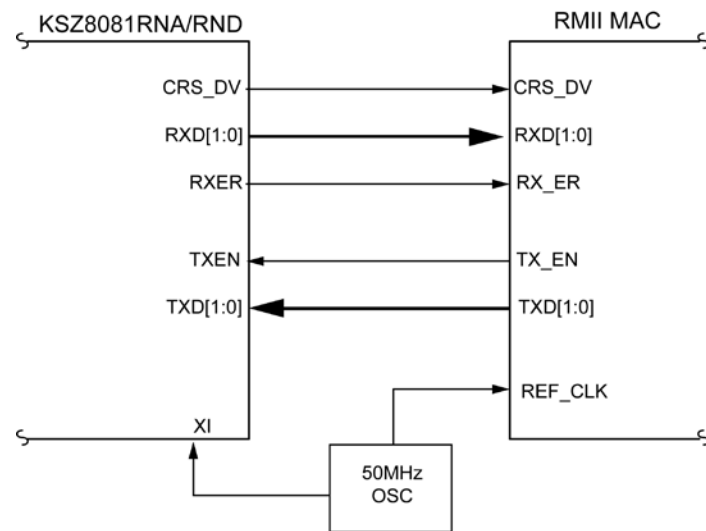 KSZ8081RNA/RND
RMII MAC
CRS_DV
CRS_DV
RXD[1:0]
RXD[1:0]
RXER
RX_ER
TXEN
TX_EN
TXD[1:0]
TXD[1:0]
REF_CLK
XI
50MHz
OSC